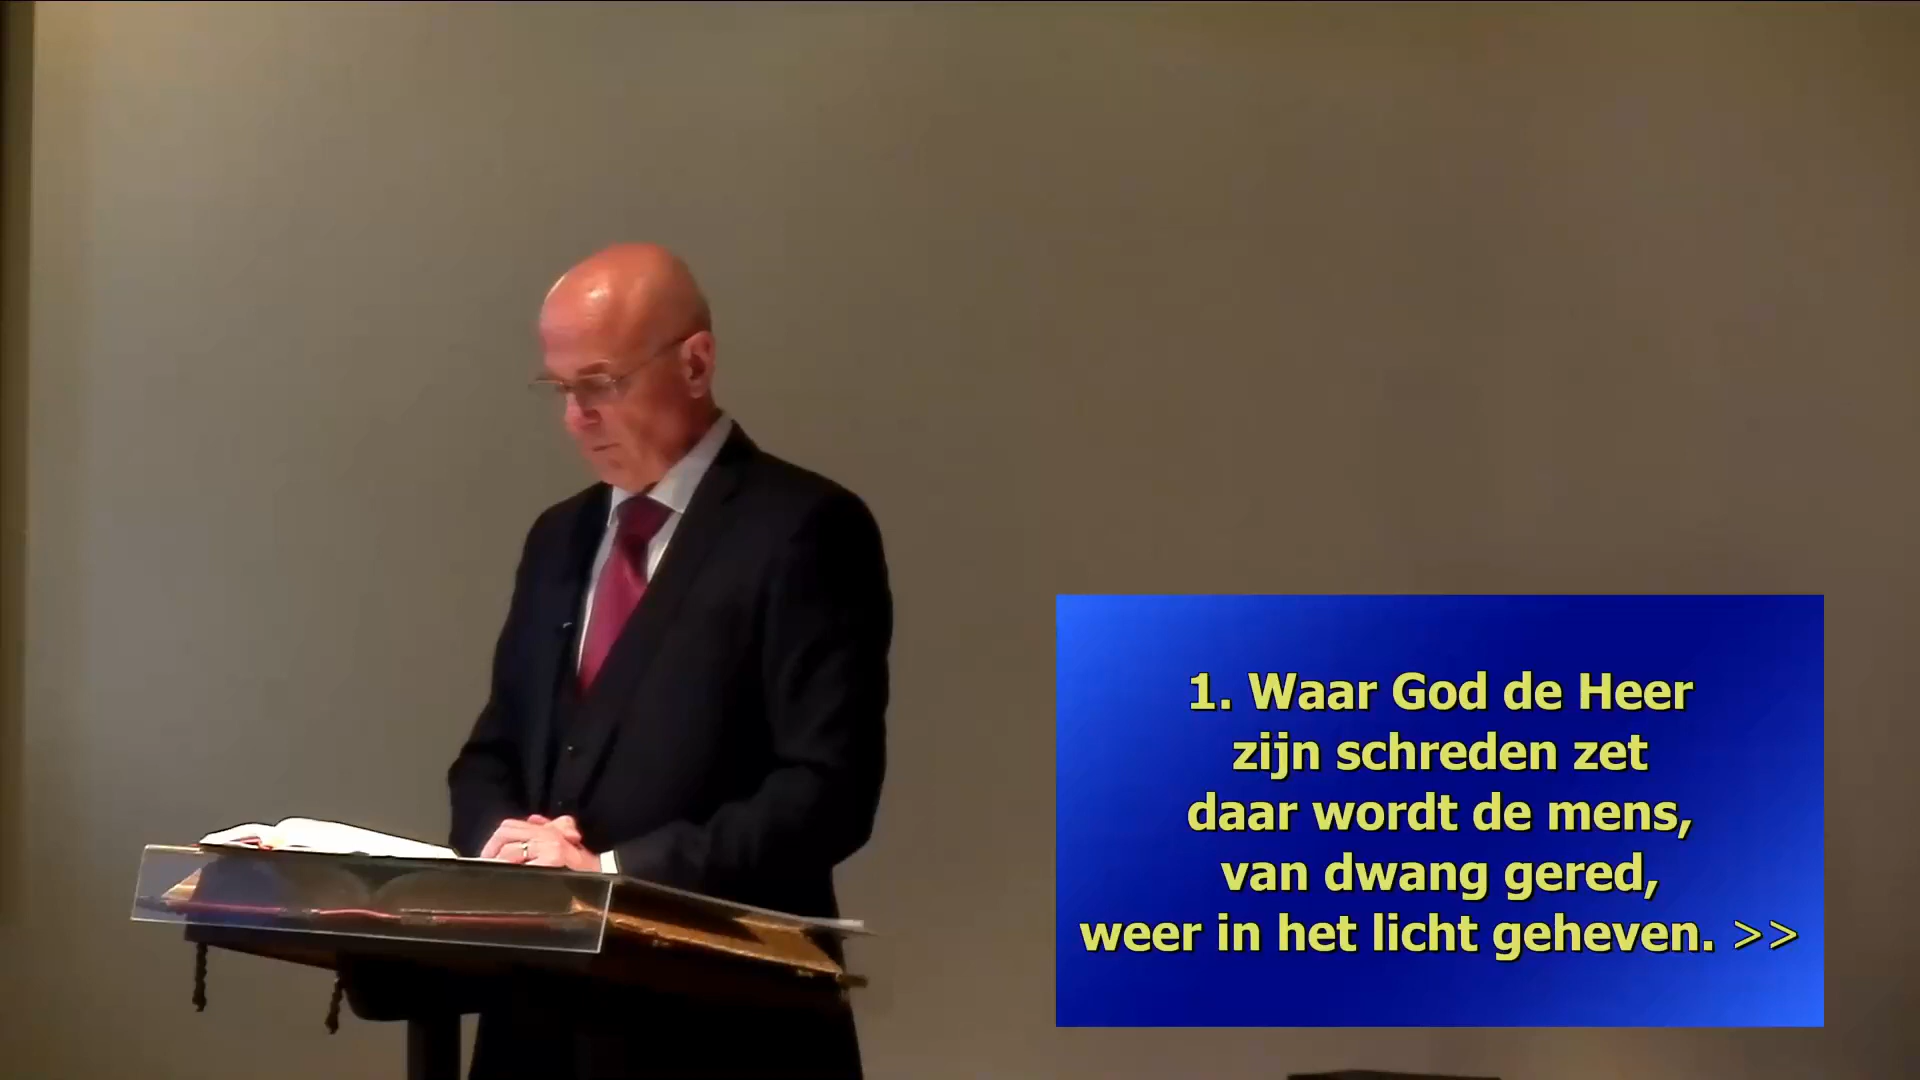 1. Waar God de Heer
zijn schreden zet
daar wordt de mens,
van dwang gered,
weer in het licht geheven. >>